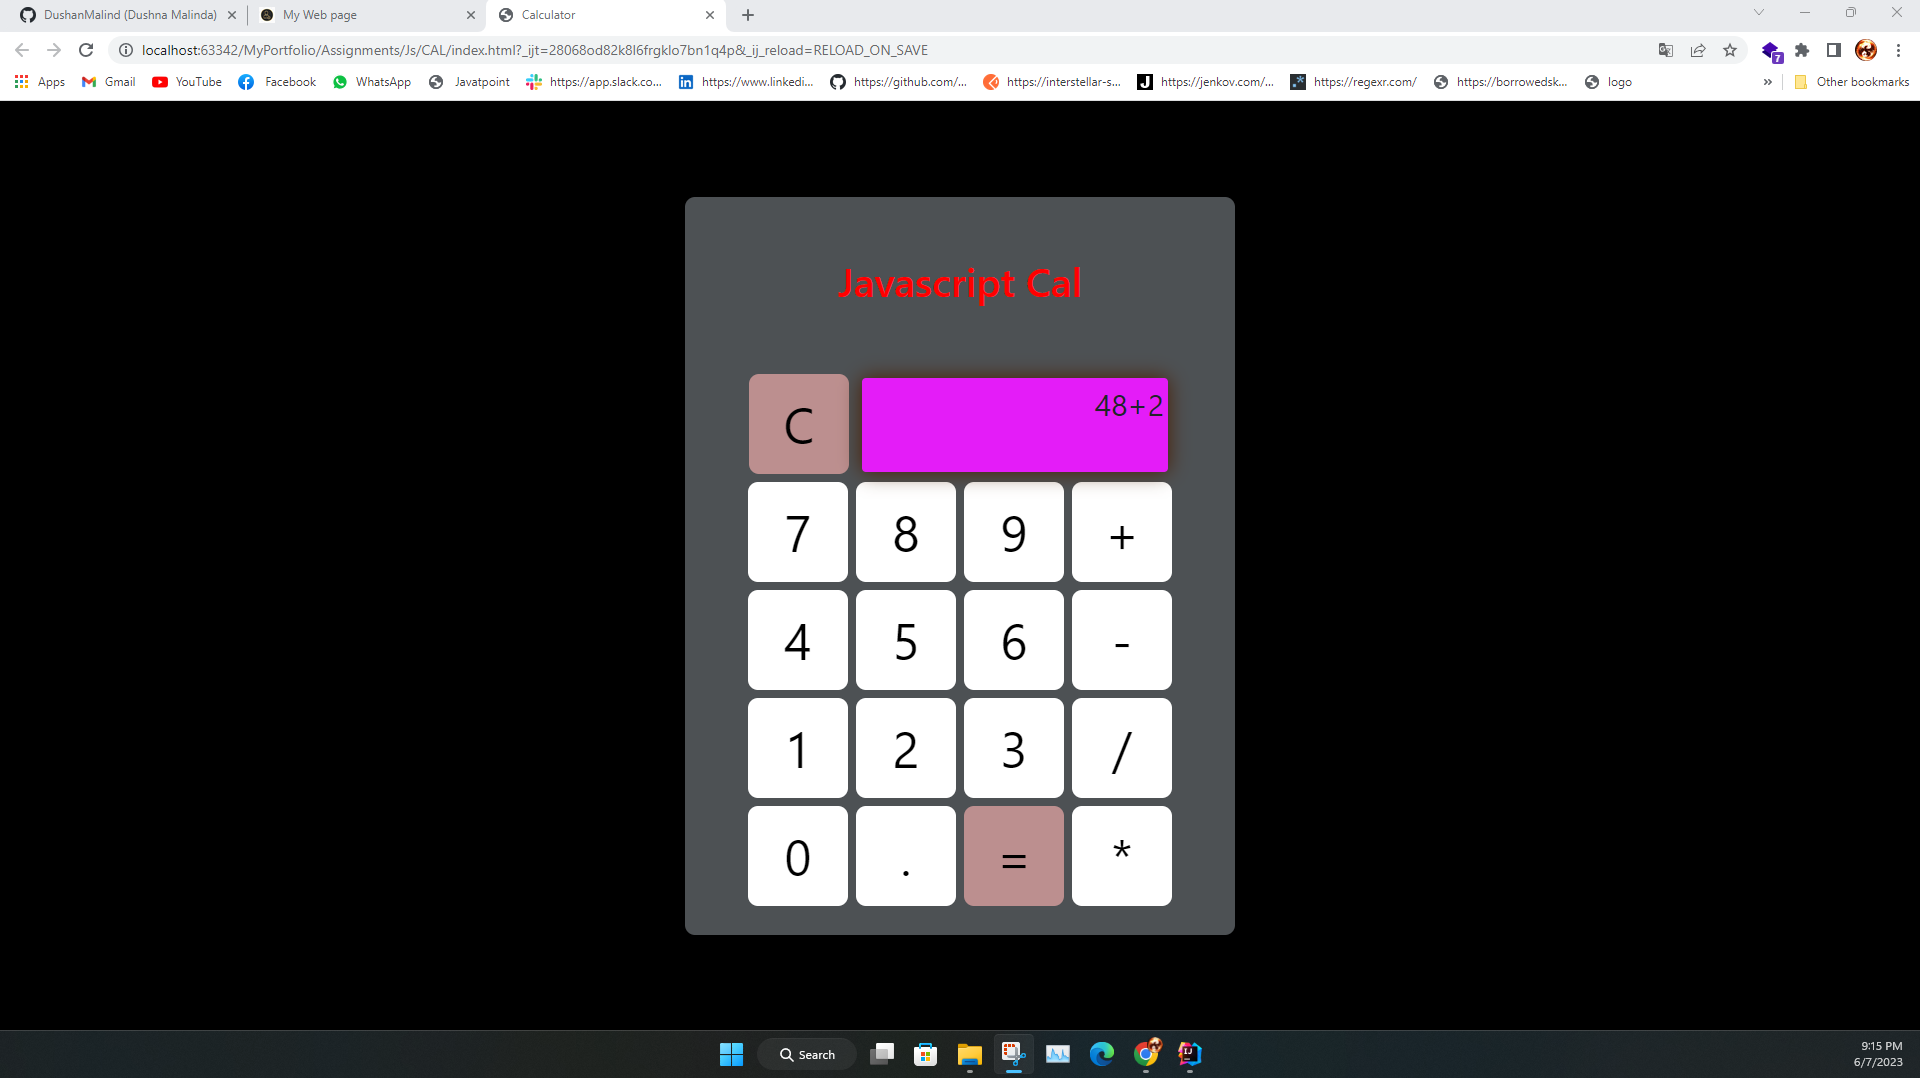 DushanMalind (Dushna Malinda)
My Web page
Calculator
localhost:63342/MyPortfolio/Assignments/Js/CAL/index.html?_ijt=28068od82k8l6frgklo7bn1q4p&_ij_reload=RELOAD_ON_SAVE
7
Apps
Gmail
YouTube
Facebook
WhatsApp
Javatpoint
https://app.slack.co...
https://www.linkedi...
https://github.com/...
https://interstellar-s...
https://jenkov.com/...
https://regexr.com/
https://borrowedsk...
logo
Other bookmarks
Javascript Cal
C
48+2
7 8 9 +
4 5 6 -
1 2 3 /
0 . = *
Search
9:15 PM
6/7/2023